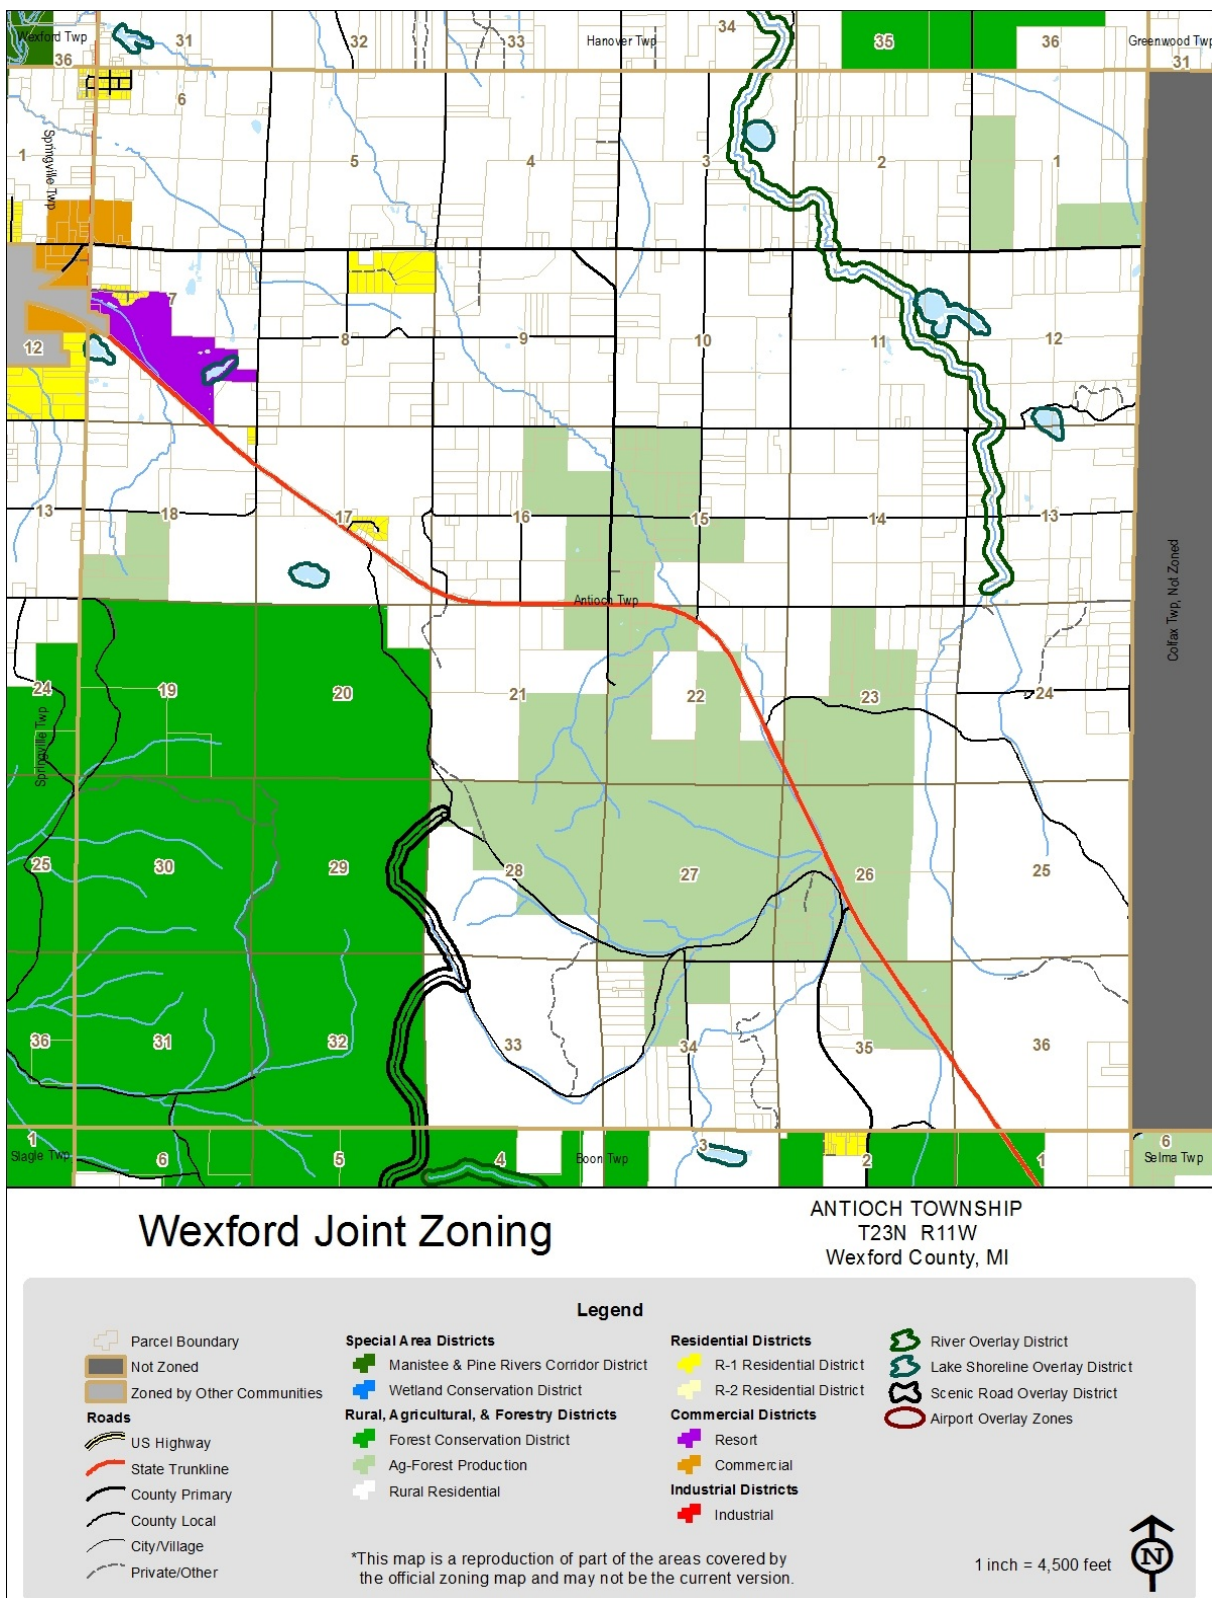 34
Wexford Twp
31
32
33
Hanover Twp
35
36
Greenwood Twp
36
31
6
Springville Twp
1
5
4
3
2
1
7
12
8
9
10
11
12
13
18
17
16
15
14
13
Antioch Twp
Colfax Twp, Not Zoned
24
19
20
21
22
23
24
Springville Twp
25
30
29
28
27
26
25
36
31
32
33
34
35
36
1
Slagle Twp
6
5
4
Boon Twp
3
2
1
6
Selma Twp
Wexford Joint Zoning
ANTIOCH TOWNSHIP
T23N R11W
Wexford County, MI
Legend
Parcel Boundary
Not Zoned
Zoned by Other Communities
Roads
US Highway
State Trunkline
County Primary
County Local
City/Village
Private/Other
Special Area Districts
Manistee & Pine Rivers Corridor District
Wetland Conservation District
Rural, Agricultural, & Forestry Districts
Forest Conservation District
Ag-Forest Production
Rural Residential
Residential Districts
R-1 Residential District
R-2 Residential District
Commercial Districts
Resort
Commercial
Industrial Districts
Industrial
River Overlay District
Lake Shoreline Overlay District
Scenic Road Overlay District
Airport Overlay Zones
*This map is a reproduction of part of the areas covered by
the official zoning map and may not be the current version.
1 inch = 4,500 feet
N